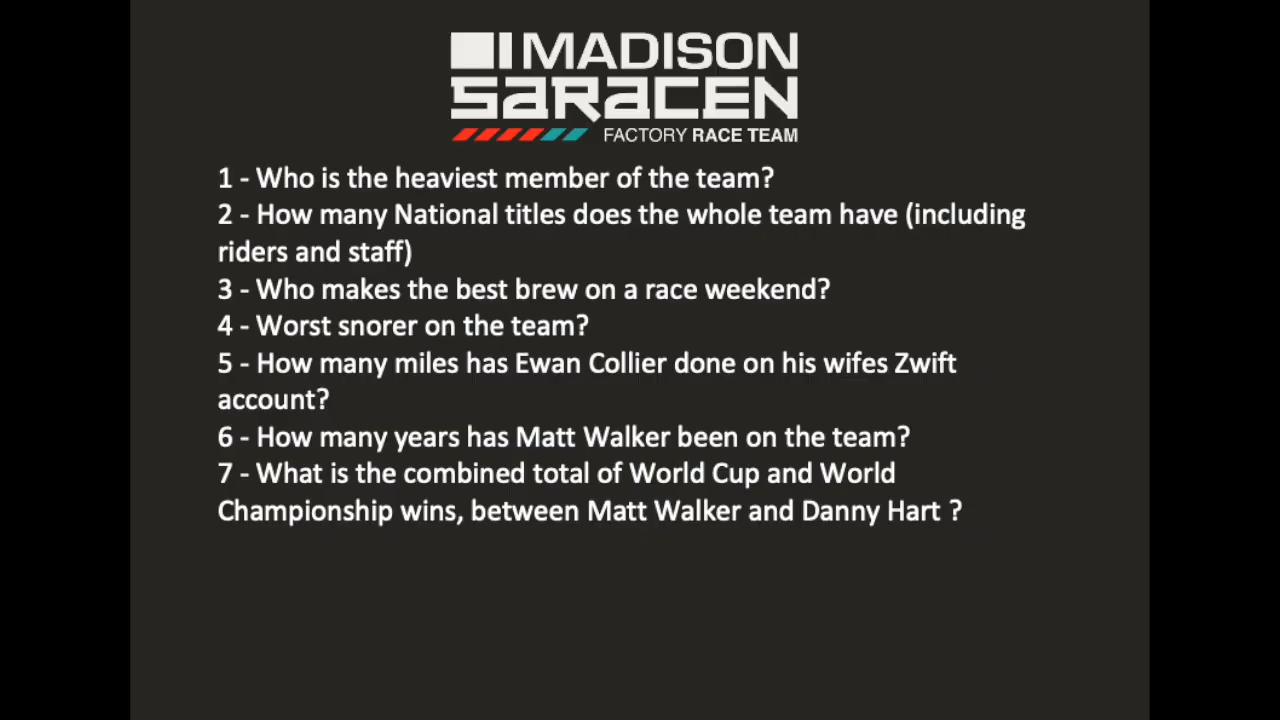 MADISON
SARACEN
FACTORY RACE TEAM
1 - Who is the heaviest member of the team?
2 - How many National titles does the whole team have (including
riders and staff)
3 - Who makes the best brew on a race weekend?
4 - Worst snorer on the team?
5 - How many miles has Ewan Collier done on his wifes Zwift
account?
6 - How many years has Matt Walker been on the team?
7 - What is the combined total of World Cup and World
Championship wins, between Matt Walker and Danny Hart ?